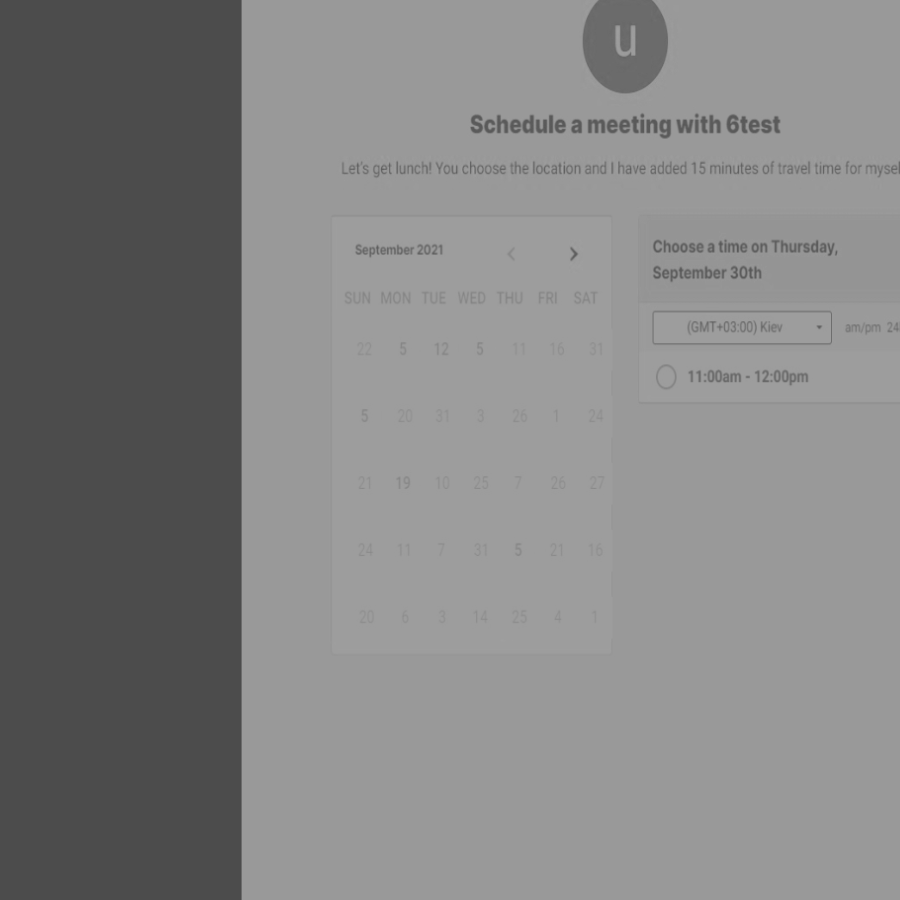 u
Schedule a meeting with 6test
Let's get lunch! You choose the location and I have added 15 minutes of travel time for mysel
September 2021
SUN MON TUE WED THU FRI SAT
22 5 12 5 11 16 31
5 20 31 3 26 1 24
21 19 10 25 7 26 27
24 11 7 31 5 21 16
20 6 3 14 25 4 1
Choose a time on Thursday,
September 30th
(GMT+03:00) Kiev am/pm 24
11:00am - 12:00pm